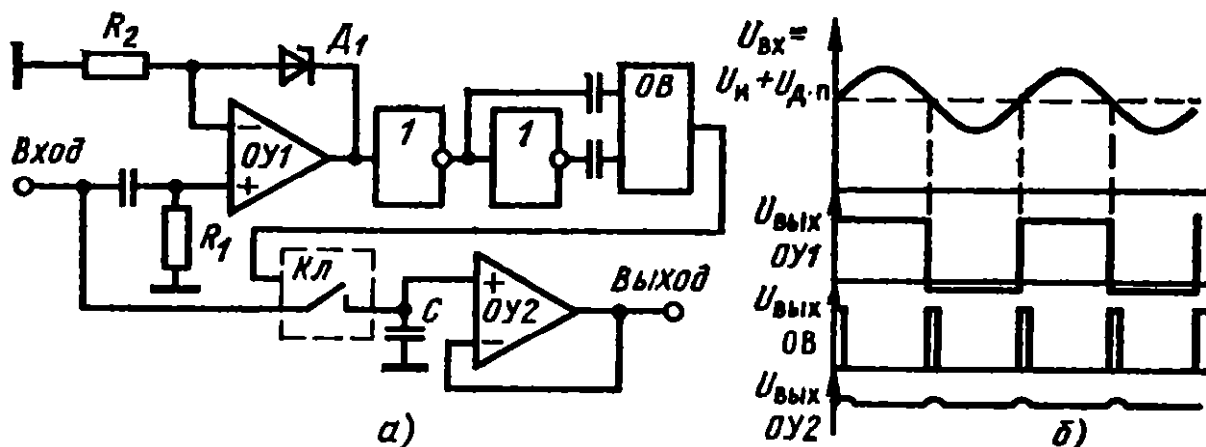 R₂
Д₁
ОВ
1
1
ОУ1
−
+
Вход
R₁
Кл
С
+
−
ОУ2
Выход
а)
Uвх =
Uн + Uд.п
Uвых
ОУ1
Uвых
ОВ
Uвых
ОУ2
б)